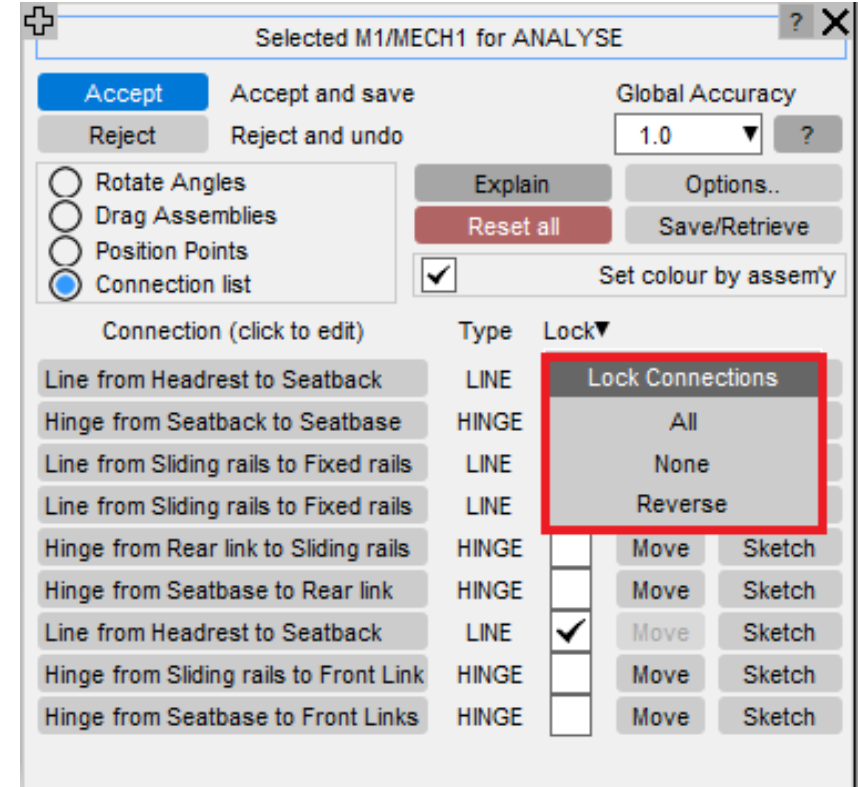 ?
Selected M1/MECH1 for ANALYSE
Accept Accept and save Global Accuracy
Reject Reject and undo 1.0 ?
Rotate Angles Explain Options..
Drag Assemblies Reset all Save/Retrieve
Position Points
Connection list Set colour by assem'y
Connection (click to edit) Type Lock
Line from Headrest to Seatback LINE Lock Connections
Hinge from Seatback to Seatbase HINGE All
Line from Sliding rails to Fixed rails LINE None
Line from Sliding rails to Fixed rails LINE Reverse
Hinge from Rear link to Sliding rails HINGE Move Sketch
Hinge from Seatbase to Rear link HINGE Move Sketch
Line from Headrest to Seatback LINE Move Sketch
Hinge from Sliding rails to Front Link HINGE Move Sketch
Hinge from Seatbase to Front Links HINGE Move Sketch